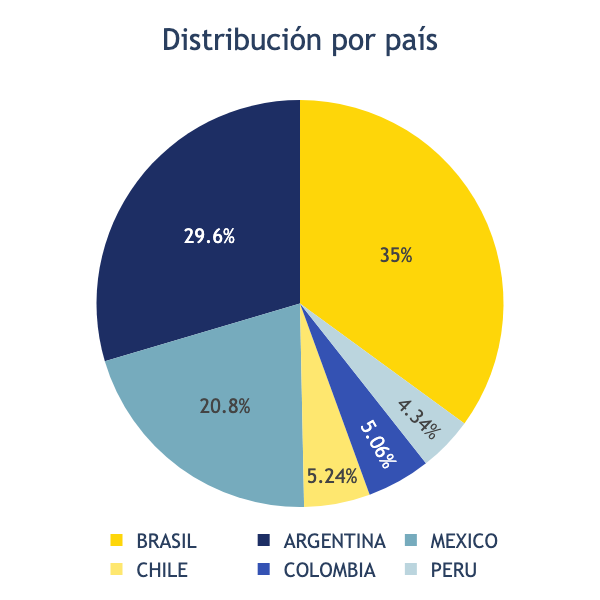 Distribución por país
29.6%
35%
20.8%
4.34%
5.06%
5.24%
BRASIL ARGENTINA MEXICO
CHILE COLOMBIA PERU